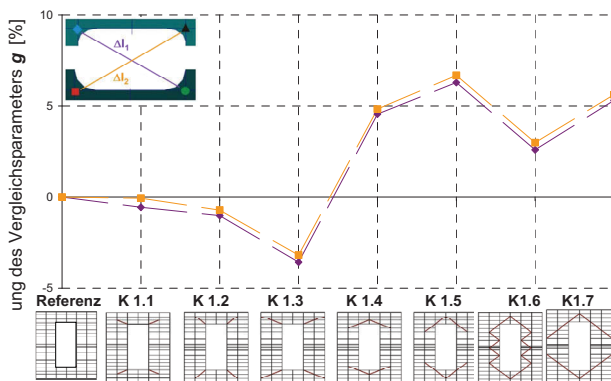 ung des Vergleichsparameters g [%]
10
5
0
-5
Δl1
Δl2
Referenz K 1.1 K 1.2 K 1.3 K 1.4 K 1.5 K1.6 K1.7